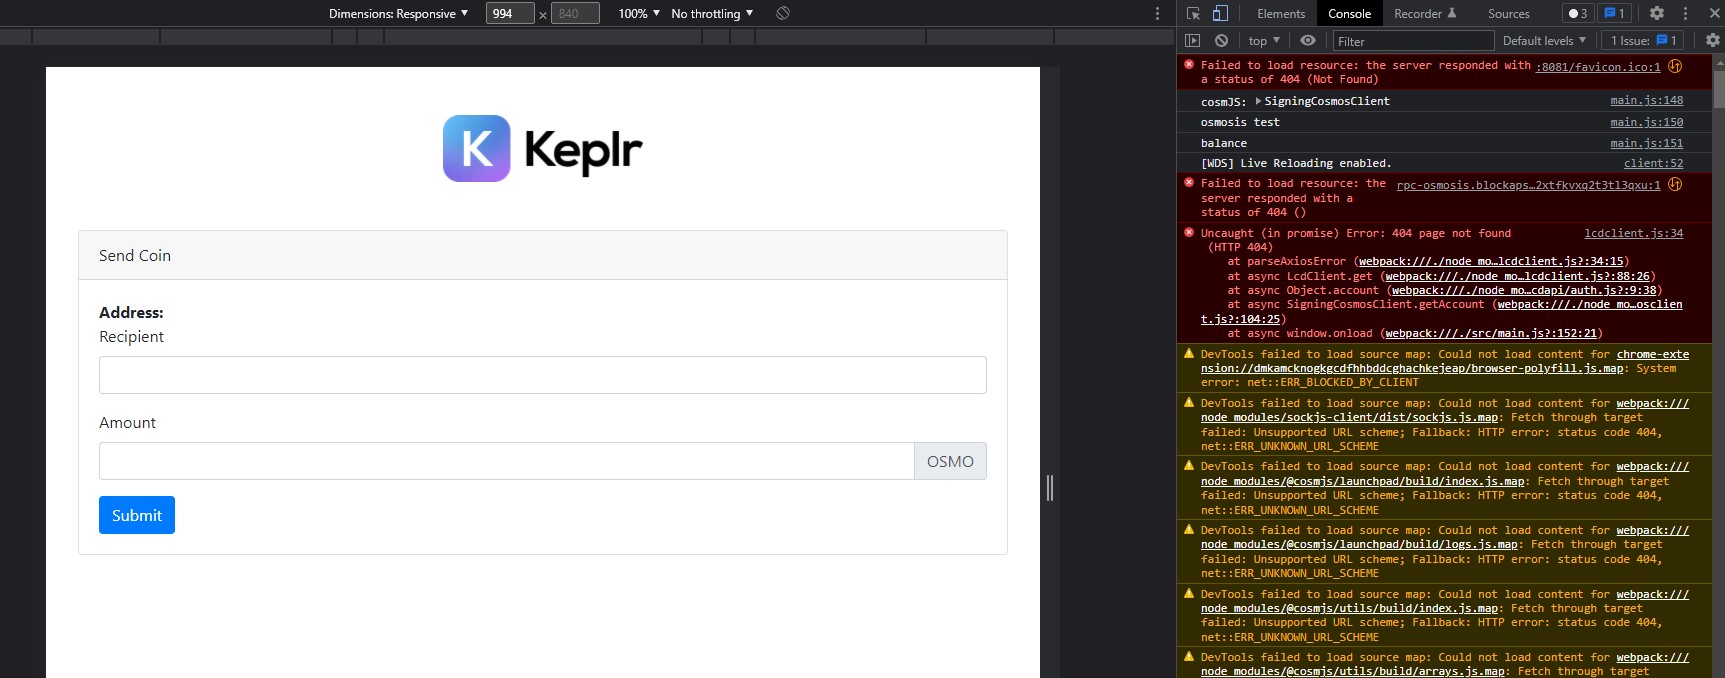 Dimensions: Responsive ▼ 994 × 840 100% ▼ No throttling ▼
Elements Console Recorder Sources 3 1
top ▼ Filter Default levels ▼ 1 Issue: 1
K Keplr
Send Coin
Address:
Recipient
Amount
OSMO
Submit
Failed to load resource: the server responded with :8081/favicon.ico:1
a status of 404 (Not Found)
cosmJS: ▶SigningCosmosClient main.js:148
osmosis test main.js:150
balance main.js:151
[WDS] Live Reloading enabled. client:52
Failed to load resource: the rpc-osmosis.blockaps…2xtfkvxq2t3tl3qxu:1
server responded with a
status of 404 ()
Uncaught (in promise) Error: 404 page not found lcdclient.js:34
(HTTP 404)
at parseAxiosError (webpack:///./node_mo…lcdclient.js?:34:15)
at async LcdClient.get (webpack:///./node_mo…lcdclient.js?:88:26)
at async Object.account (webpack:///./node_mo…cdapi/auth.js?:9:38)
at async SigningCosmosClient.getAccount (webpack:///./node_mo…osclien
t.js?:104:25)
at async window.onload (webpack:///./src/main.js?:152:21)
DevTools failed to load source map: Could not load content for chrome-exte
nsion://dmkamcknogkgcdfhhbddcghachkejeap/browser-polyfill.js.map: System
error: net::ERR_BLOCKED_BY_CLIENT
DevTools failed to load source map: Could not load content for webpack:///
node_modules/sockjs-client/dist/sockjs.js.map: Fetch through target
failed: Unsupported URL scheme; Fallback: HTTP error: status code 404,
net::ERR_UNKNOWN_URL_SCHEME
DevTools failed to load source map: Could not load content for webpack:///
node_modules/@cosmjs/launchpad/build/index.js.map: Fetch through target
failed: Unsupported URL scheme; Fallback: HTTP error: status code 404,
net::ERR_UNKNOWN_URL_SCHEME
DevTools failed to load source map: Could not load content for webpack:///
node_modules/@cosmjs/launchpad/build/logs.js.map: Fetch through target
failed: Unsupported URL scheme; Fallback: HTTP error: status code 404,
net::ERR_UNKNOWN_URL_SCHEME
DevTools failed to load source map: Could not load content for webpack:///
node_modules/@cosmjs/utils/build/index.js.map: Fetch through target
failed: Unsupported URL scheme; Fallback: HTTP error: status code 404,
net::ERR_UNKNOWN_URL_SCHEME
DevTools failed to load source map: Could not load content for webpack:///
node_modules/@cosmjs/utils/build/arrays.js.map: Fetch through target